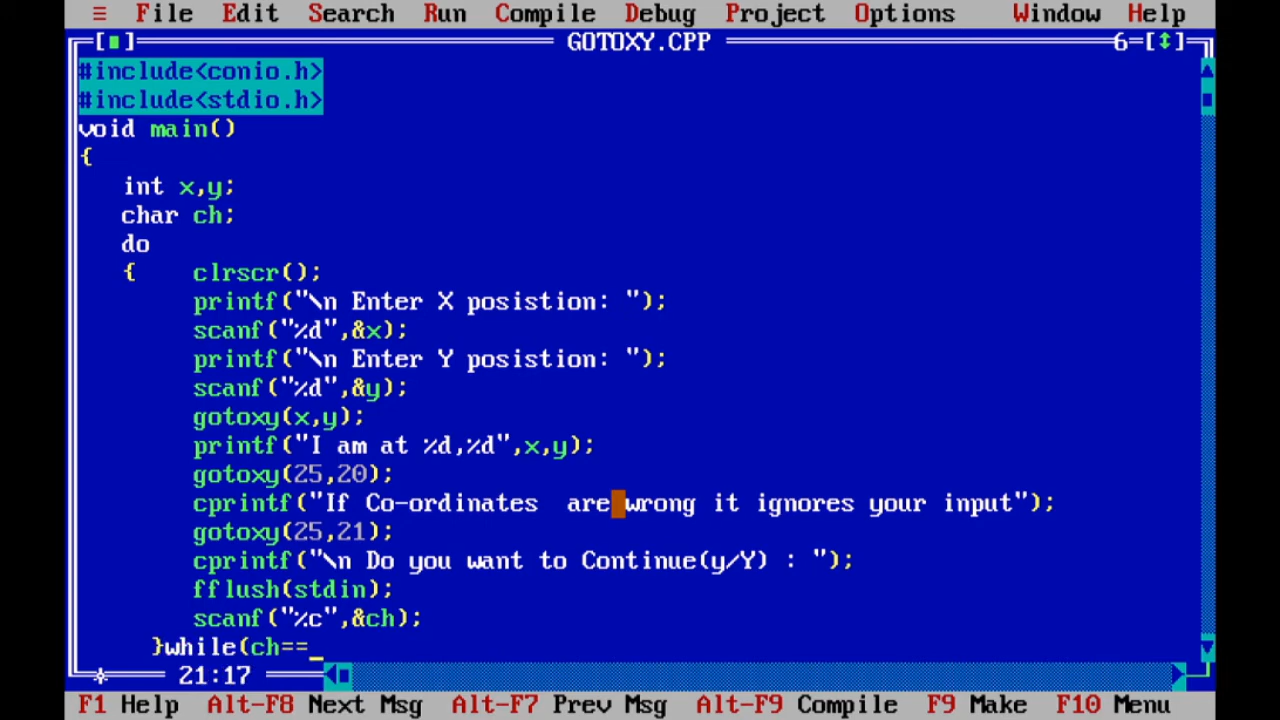 ≡ File Edit Search Run Compile Debug Project Options Window Help
[■] GOTOXY.CPP 6=[↕]
#include<conio.h>
#include<stdio.h>
void main()
{
int x,y;
char ch;
do
{ clrscr();
printf("\n Enter X posistion: ");
scanf("%d",&x);
printf("\n Enter Y posistion: ");
scanf("%d",&y);
gotoxy(x,y);
printf("I am at %d,%d",x,y);
gotoxy(25,20);
cprintf("If Co-ordinates  are wrong it ignores your input");
gotoxy(25,21);
cprintf("\n Do you want to Continue(y/Y) : ");
fflush(stdin);
scanf("%c",&ch);
}while(ch==_
21:17
F1 Help Alt-F8 Next Msg Alt-F7 Prev Msg Alt-F9 Compile F9 Make F10 Menu